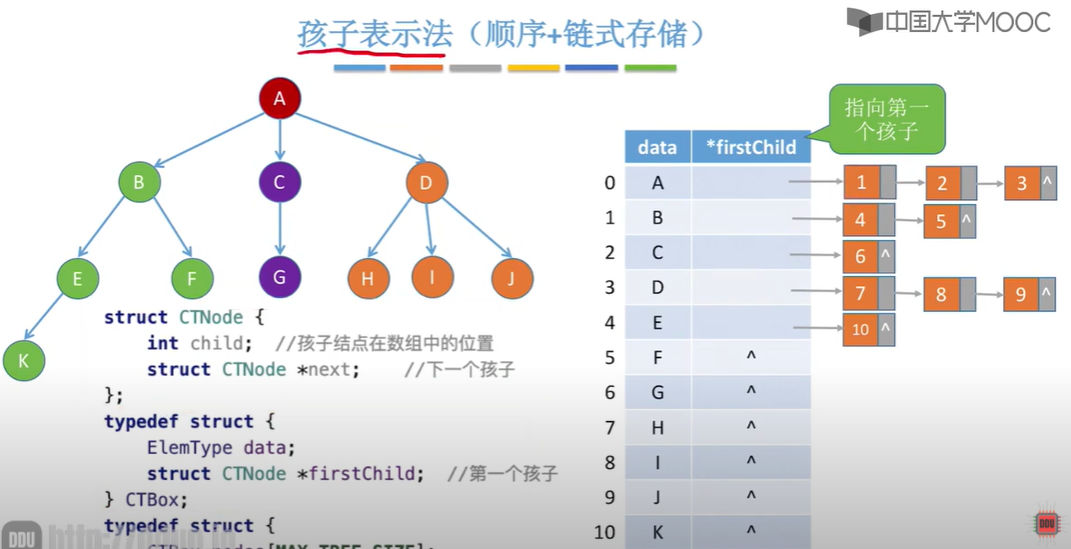 孩子表示法（顺序+链式存储）
中国大学MOOC
A
B
C
D
E
F
G
H
I
J
K
指向第一
个孩子
data *firstChild
0 A 1 2 3 ^
1 B 4 5 ^
2 C 6 ^
3 D 7 8 9 ^
4 E 10 ^
5 F ^
6 G ^
7 H ^
8 I ^
9 J ^
10 K ^
struct CTNode {
int child; //孩子结点在数组中的位置
struct CTNode *next; //下一个孩子
};
typedef struct {
ElemType data;
struct CTNode *firstChild; //第一个孩子
} CTBox;
typedef struct {
CTBox nodes[MAX_TREE_SIZE];
DDU